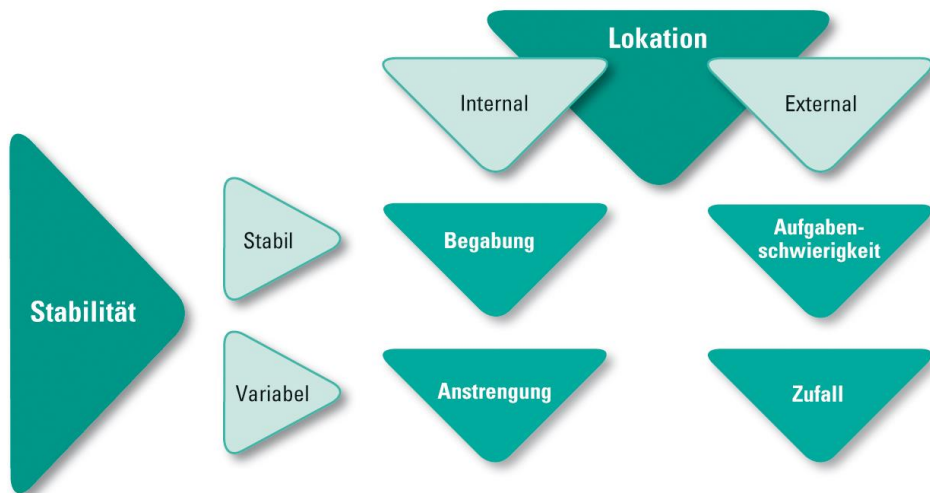 Lokation
Internal
External
Stabilität
Stabil
Begabung
Aufgaben-
schwierigkeit
Variabel
Anstrengung
Zufall